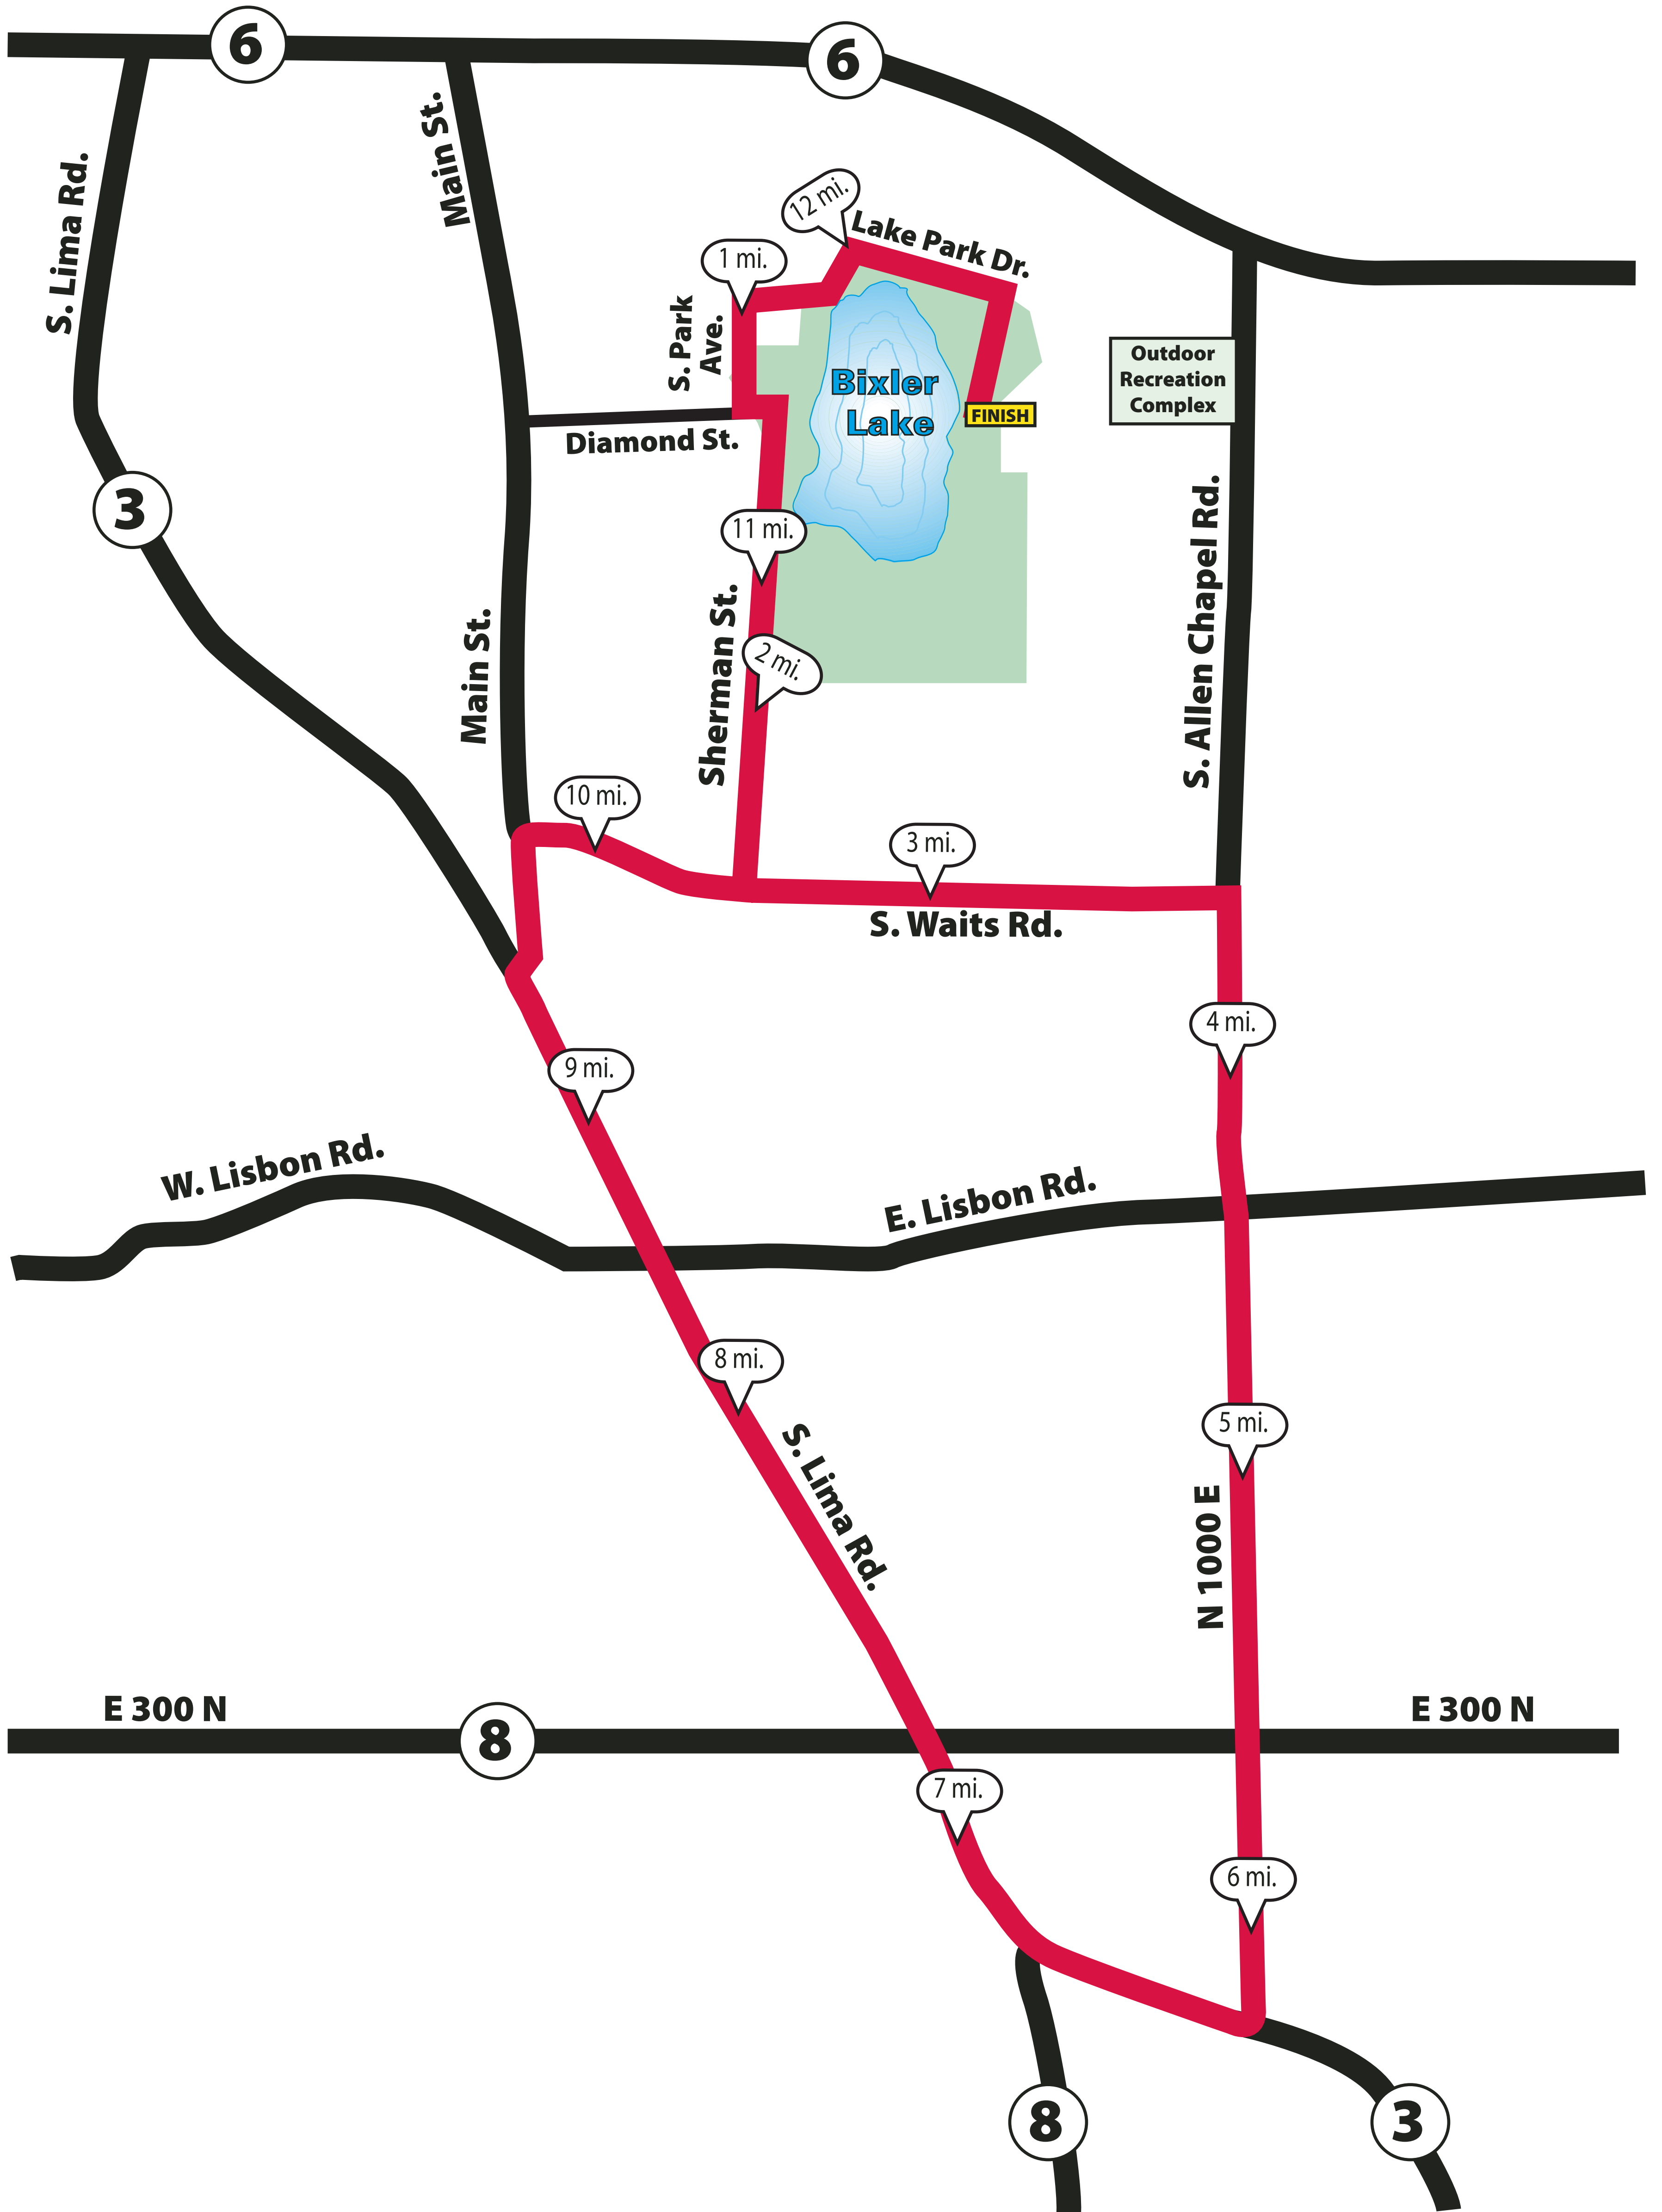 6
6
S. Lima Rd.
Main St.
12 mi.
Lake Park Dr.
1 mi.
S. Park
Ave.
Outdoor
Recreation
Complex
Bixler
Lake
FINISH
Diamond St.
3
11 mi.
S. Allen Chapel Rd.
Main St.
Sherman St.
2 mi.
10 mi.
3 mi.
S. Waits Rd.
4 mi.
9 mi.
W. Lisbon Rd.
E. Lisbon Rd.
8 mi.
5 mi.
S. Lima Rd.
N 1000 E
E 300 N
E 300 N
8
7 mi.
6 mi.
8
3